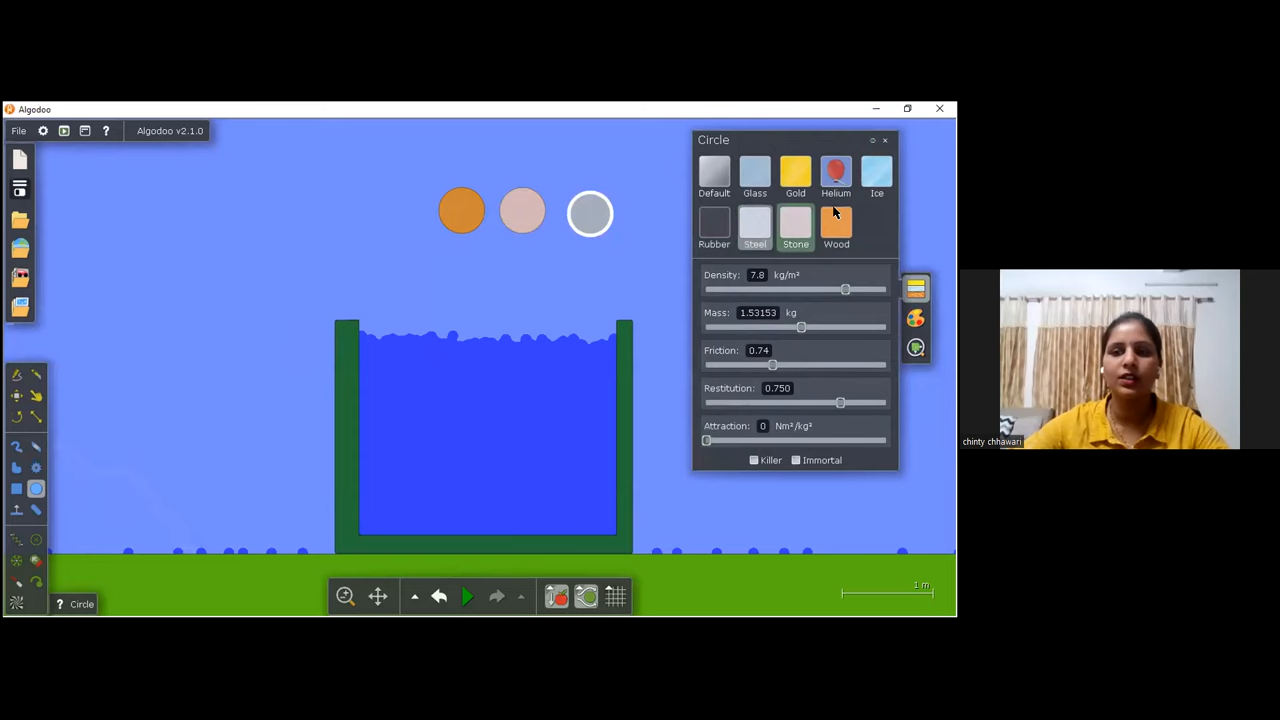 Algodoo
File ? Algodoo v2.1.0
Circle
Default Glass Gold Helium Ice
Rubber Steel Stone Wood
Density: 7.8 kg/m²
Mass: 1.53153 kg
Friction: 0.74
Restitution: 0.750
Attraction: 0 Nm²/kg²
Killer Immortal
chinty chhawari
1 m
? Circle